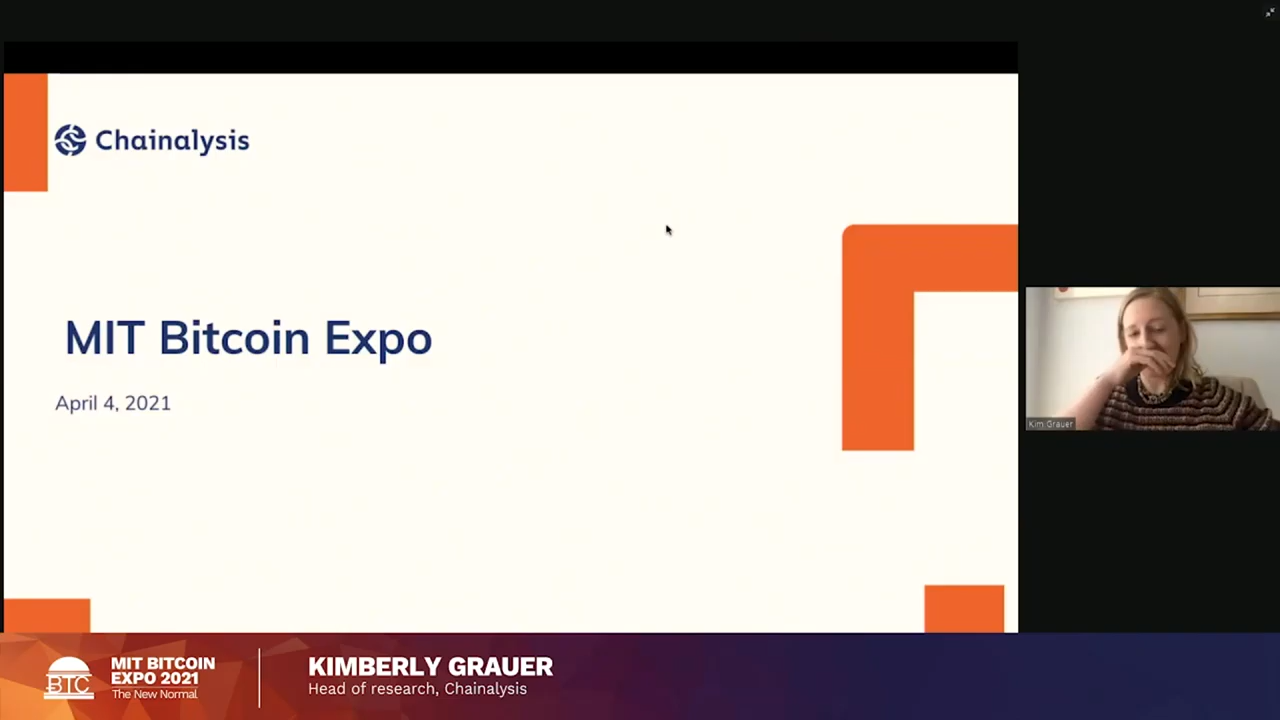 Chainalysis
MIT Bitcoin Expo
April 4, 2021
Kim Grauer
BTC
MIT BITCOIN
EXPO 2021
The New Normal
KIMBERLY GRAUER
Head of research, Chainalysis